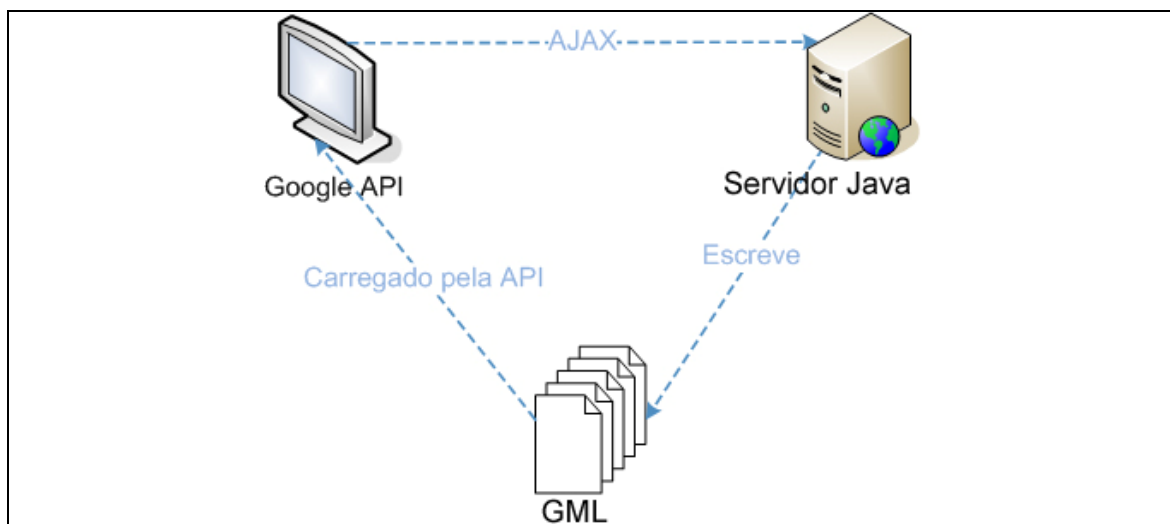 AJAX
Google API
Servidor Java
Escreve
Carregado pela API
GML